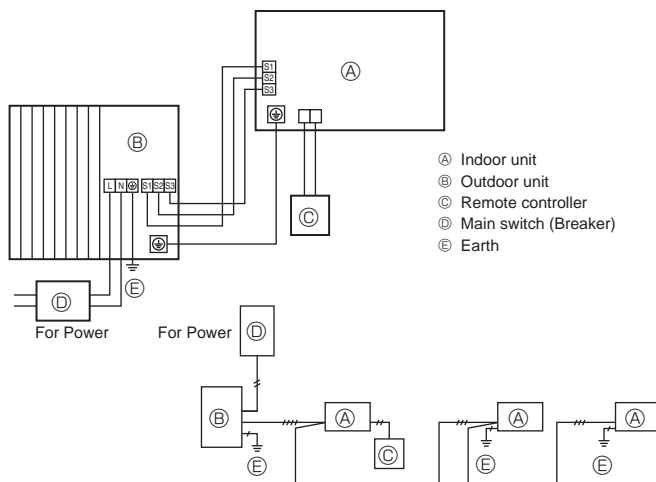 S1
S2
S3
Ⓐ
Ⓑ
L N S1 S2 S3
Ⓒ
Ⓐ Indoor unit
Ⓑ Outdoor unit
Ⓒ Remote controller
Ⓓ Main switch (Breaker)
Ⓔ Earth
Ⓔ
Ⓓ
For Power
For Power Ⓓ
Ⓑ Ⓐ Ⓐ Ⓐ
Ⓔ Ⓒ Ⓔ Ⓔ